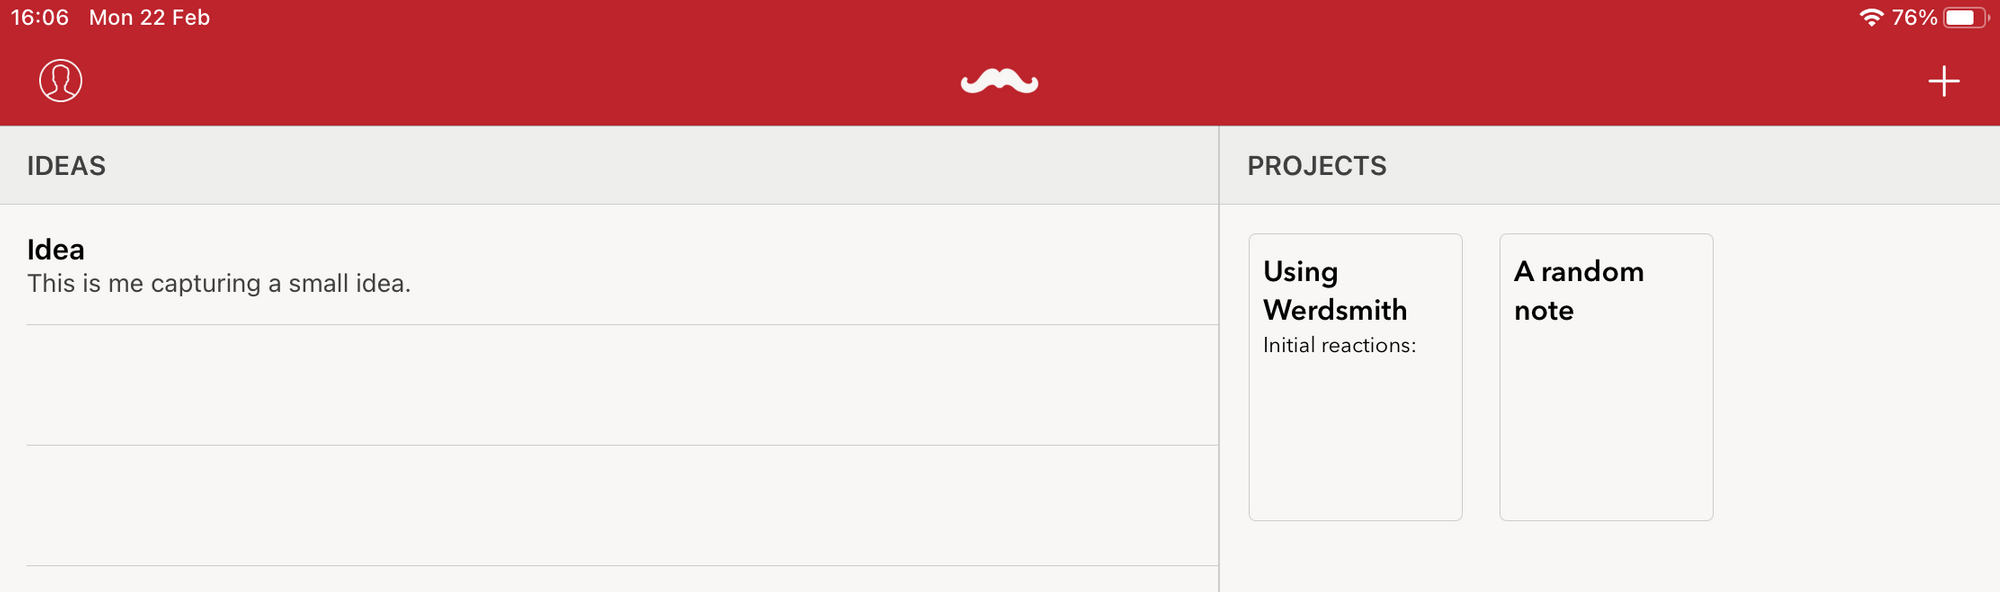 16:06 Mon 22 Feb 76%
IDEAS
PROJECTS
Idea
This is me capturing a small idea.
Using
Werdsmith
Initial reactions:
A random
note